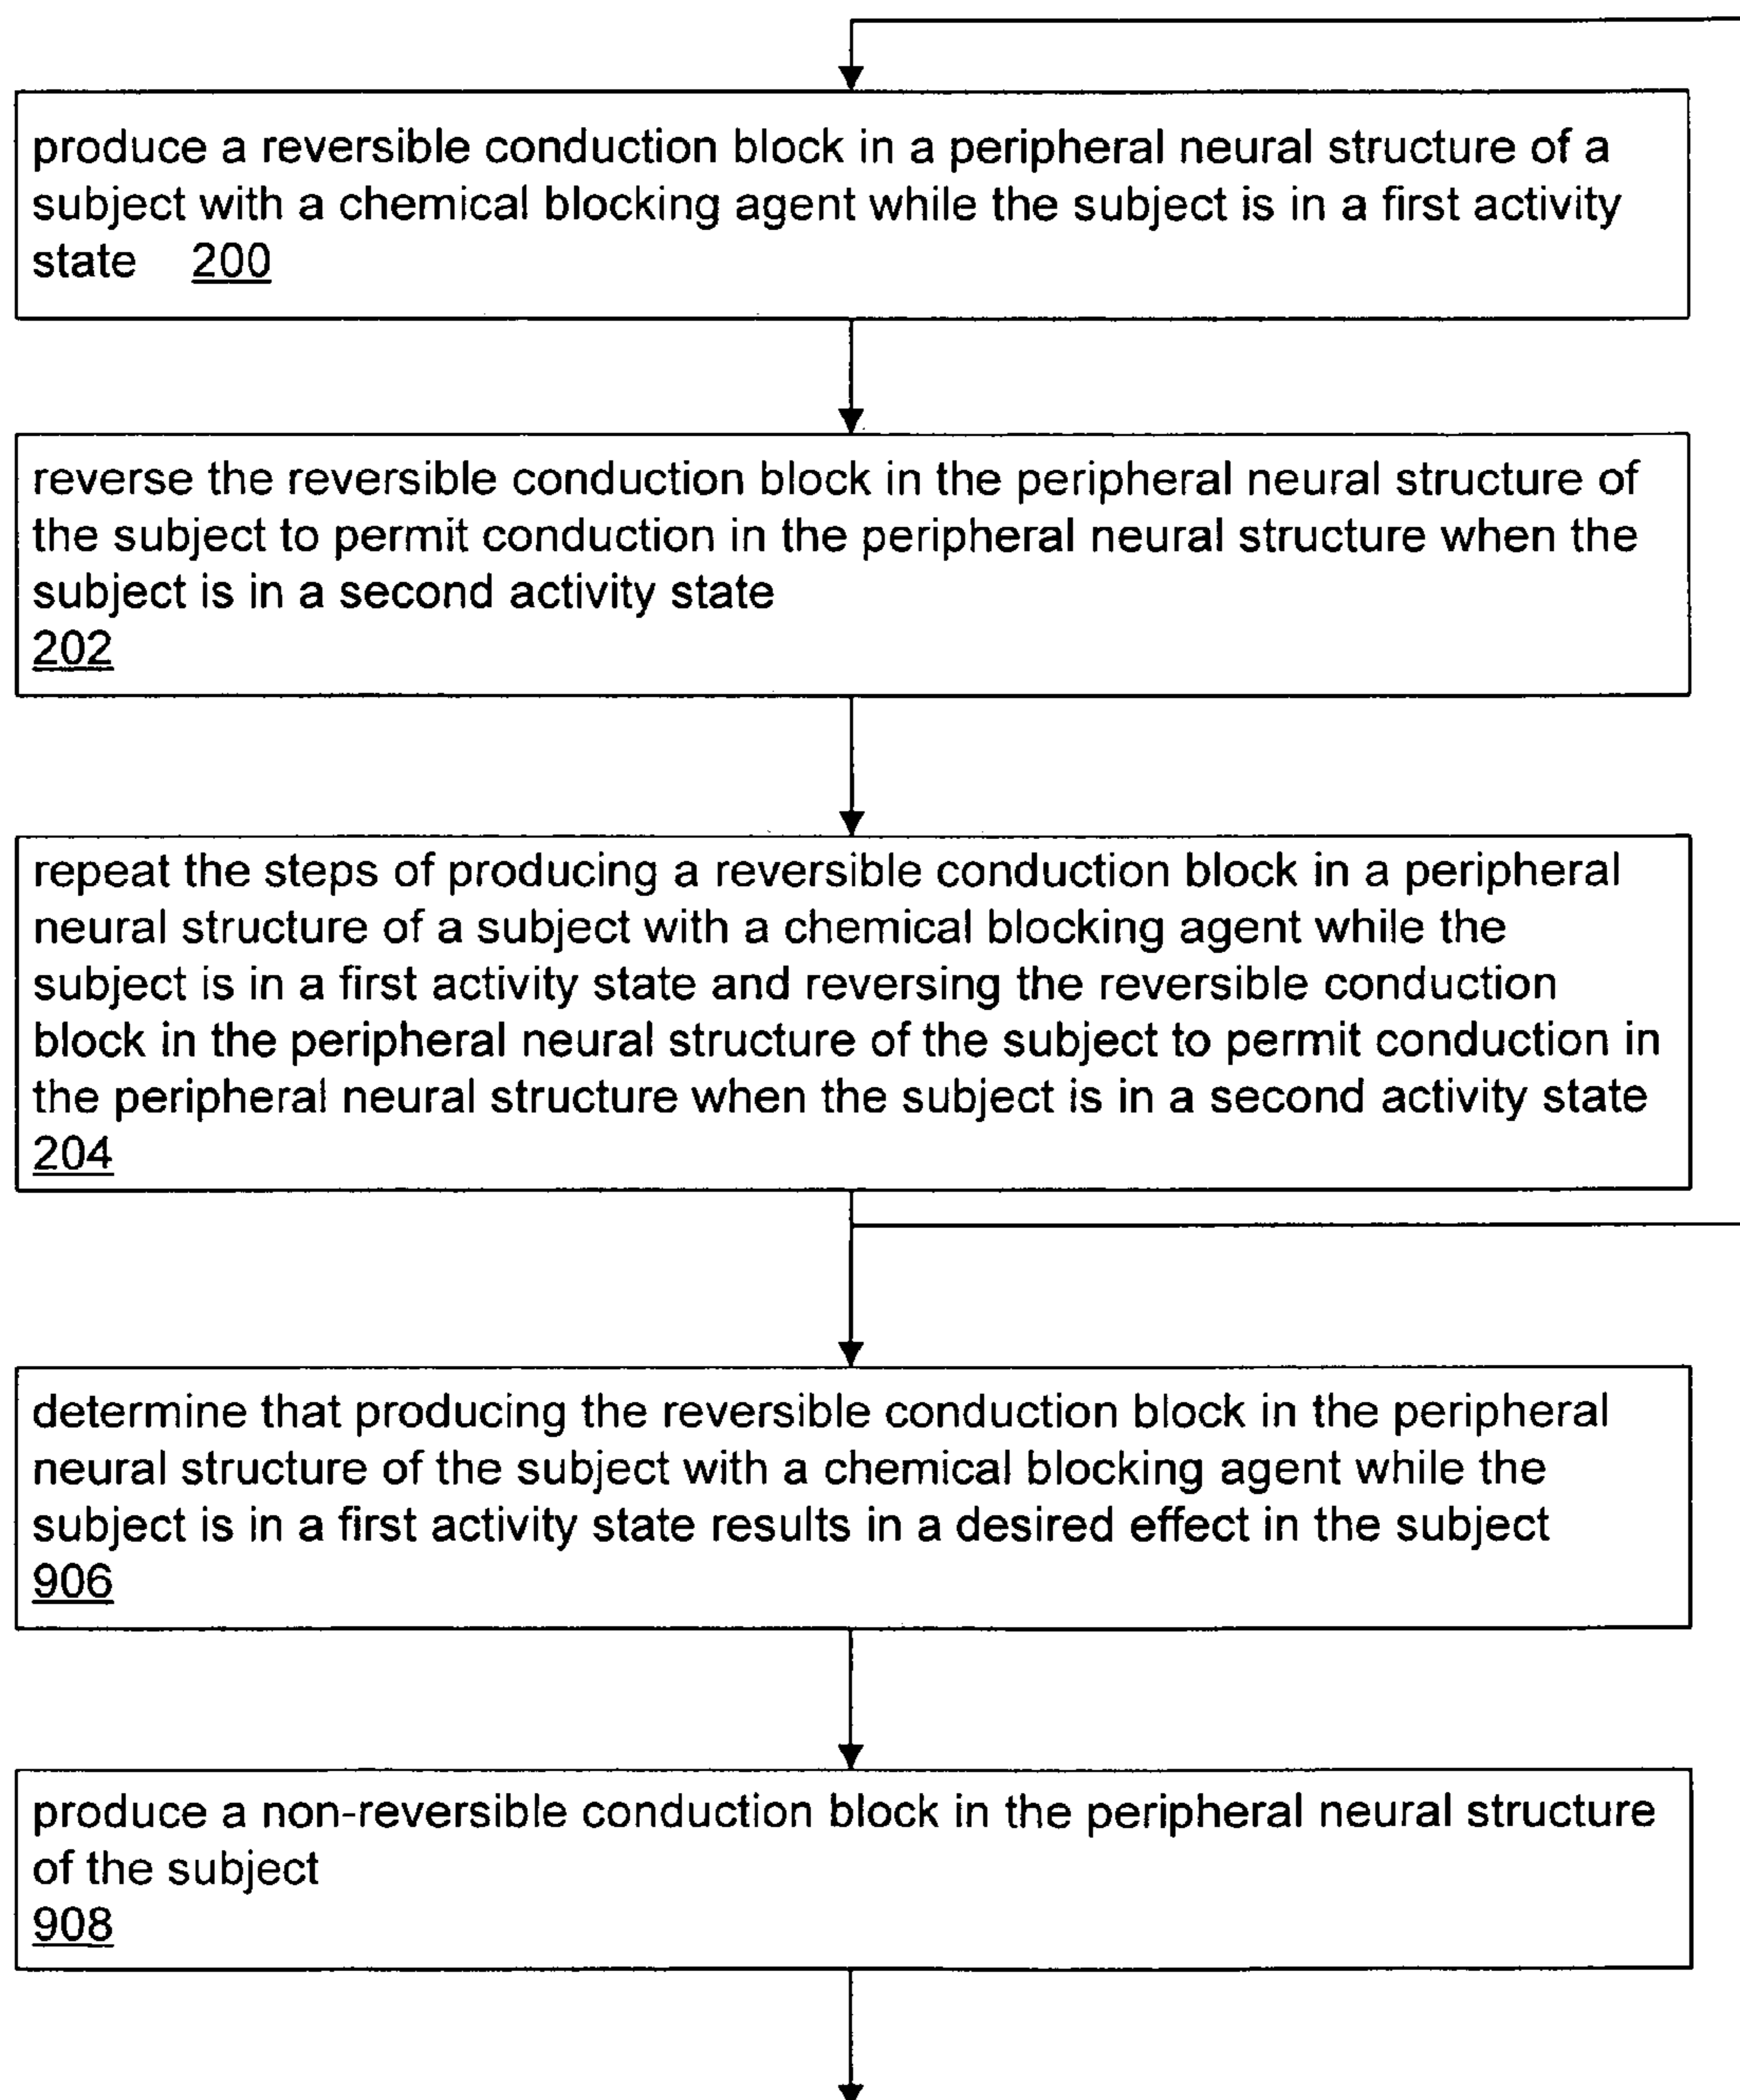 produce a reversible conduction block in a peripheral neural structure of a
subject with a chemical blocking agent while the subject is in a first activity
state 200
reverse the reversible conduction block in the peripheral neural structure of
the subject to permit conduction in the peripheral neural structure when the
subject is in a second activity state
202
repeat the steps of producing a reversible conduction block in a peripheral
neural structure of a subject with a chemical blocking agent while the
subject is in a first activity state and reversing the reversible conduction
block in the peripheral neural structure of the subject to permit conduction in
the peripheral neural structure when the subject is in a second activity state
204
determine that producing the reversible conduction block in the peripheral
neural structure of the subject with a chemical blocking agent while the
subject is in a first activity state results in a desired effect in the subject
906
produce a non-reversible conduction block in the peripheral neural structure
of the subject
908